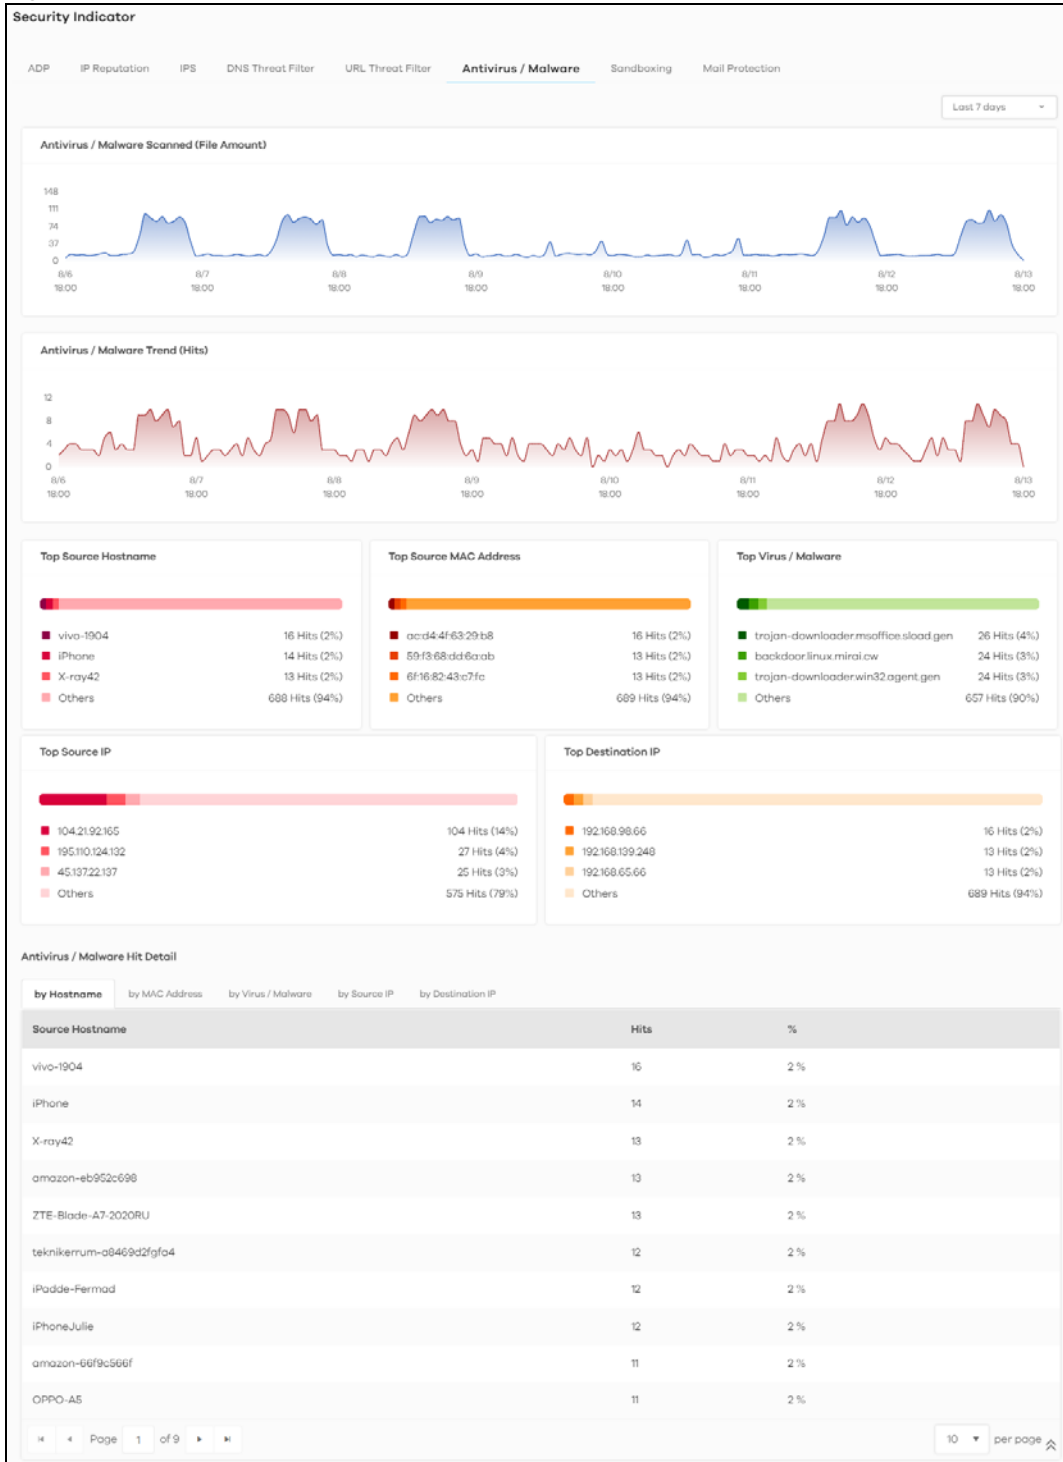 Security Indicator
ADP IP Reputation IPS DNS Threat Filter URL Threat Filter Antivirus / Malware Sandboxing Mail Protection
Last 7 days
Antivirus / Malware Scanned (File Amount)
148
111
74
37
0
8/6 8/7 8/8 8/9 8/10 8/11 8/12 8/13
18:00 18:00 18:00 18:00 18:00 18:00 18:00 18:00
Antivirus / Malware Trend (Hits)
12
8
4
0
8/6 8/7 8/8 8/9 8/10 8/11 8/12 8/13
18:00 18:00 18:00 18:00 18:00 18:00 18:00 18:00
Top Source Hostname
vivo-1904 16 Hits (2%)
iPhone 14 Hits (2%)
X-ray42 13 Hits (2%)
Others 688 Hits (94%)
Top Source MAC Address
ac:d4:4f:63:29:b8 16 Hits (2%)
59:f3:68:dd:6a:ab 13 Hits (2%)
6f:16:82:43:c7:fc 13 Hits (2%)
Others 689 Hits (94%)
Top Virus / Malware
trojan-downloader.msoffice.sload.gen 26 Hits (4%)
backdoor.linux.mirai.cw 24 Hits (3%)
trojan-downloader.win32.agent.gen 24 Hits (3%)
Others 657 Hits (90%)
Top Source IP
104.21.92.165 104 Hits (14%)
195.110.124.132 27 Hits (4%)
45.137.22.137 25 Hits (3%)
Others 575 Hits (79%)
Top Destination IP
192.168.98.66 16 Hits (2%)
192.168.139.248 13 Hits (2%)
192.168.65.66 13 Hits (2%)
Others 689 Hits (94%)
Antivirus / Malware Hit Detail
by Hostname by MAC Address by Virus / Malware by Source IP by Destination IP
Source Hostname Hits %
vivo-1904 16 2 %
iPhone 14 2 %
X-ray42 13 2 %
amazon-eb952c698 13 2 %
ZTE-Blade-A7-2020RU 13 2 %
teknikerrum-a8469d2fgfa4 12 2 %
iPadde-Fermad 12 2 %
iPhoneJulie 12 2 %
amazon-66f9c566f 11 2 %
OPPO-A5 11 2 %
Page 1 of 9 10 per page